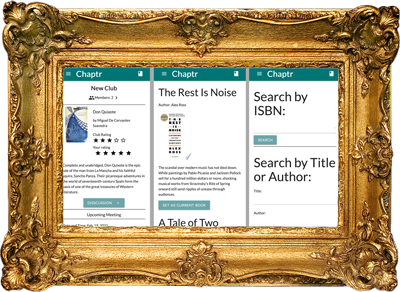 Chaptr
New Club
Members: 2
Don Quixote
by Miguel De Cervantes
Saavedra
Club Rating
Your rating
Complete and unabridged, Don Quixote is the epic
tale of the man from La Mancha and his faithful
squire, Sancho Panza. Their picaresque adventures in
the world of seventeenth-century Spain form the
basis of one of the great treasures of Western
literature.
DISCUSSION
Upcoming Meeting
Chaptr
The Rest Is Noise
Author: Alex Ross
THE
REST
IS
NOISE
The scandal over modern music has not died down.
While paintings by Pablo Picasso and Jackson Pollock
sell for a hundred million dollars or more, shocking
musical works from Stravinsky's Rite of Spring
onward still send ripples of unease through
audiences.
SET AS CURRENT BOOK
A Tale of Two
Chaptr
Search by
ISBN:
SEARCH
Search by Title
or Author:
Title:
Author: